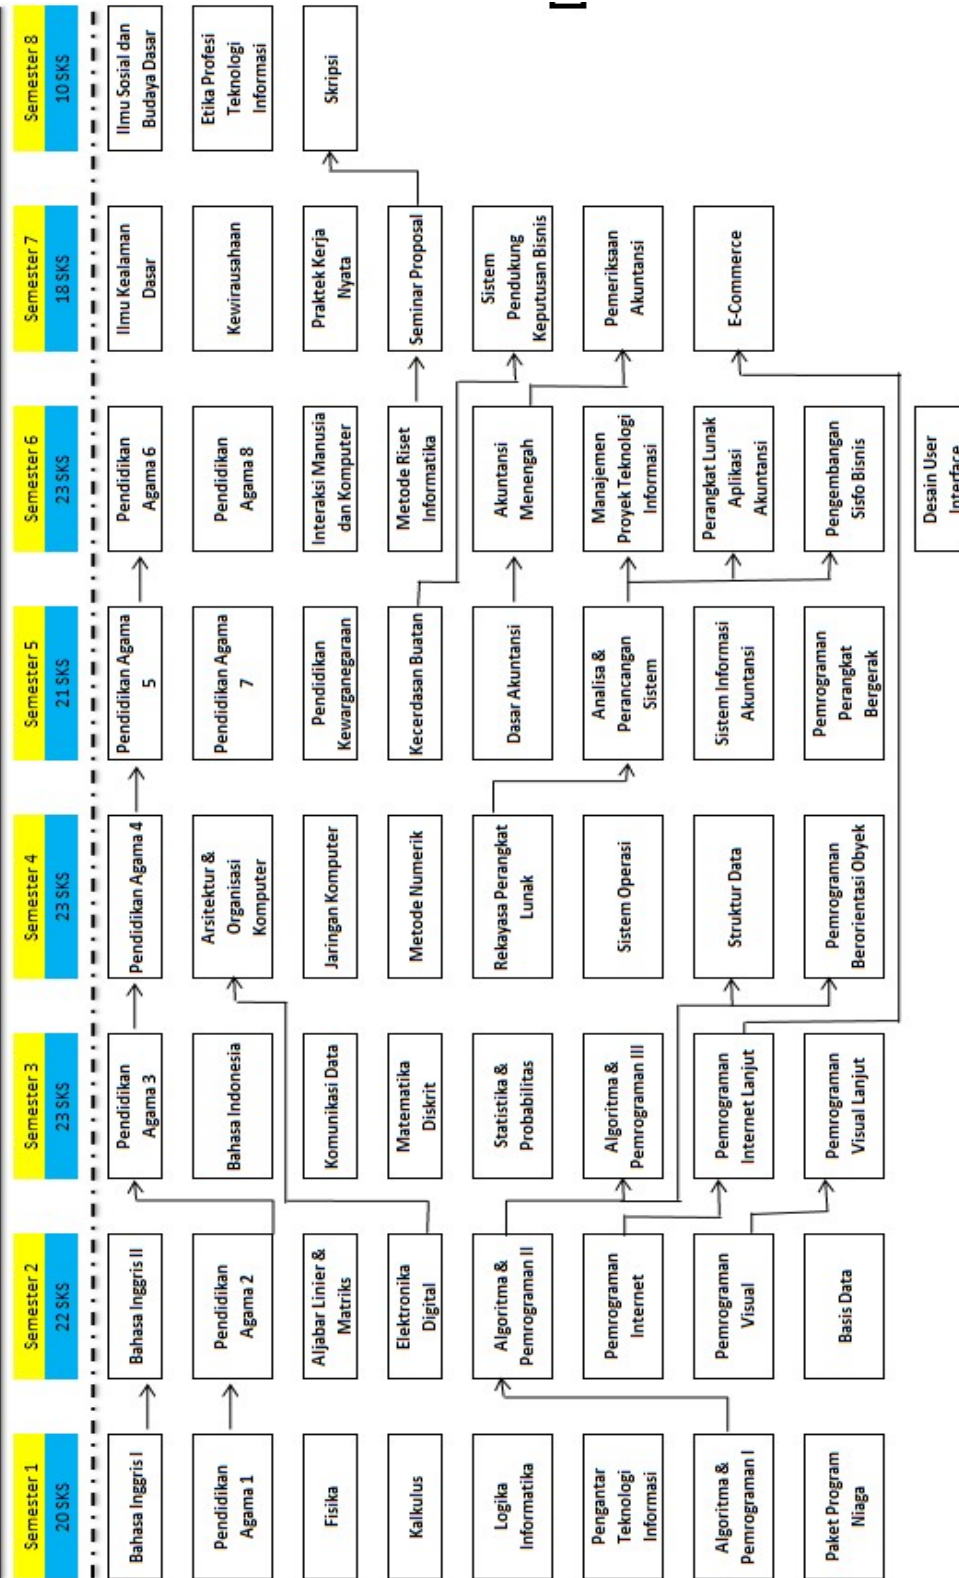 Semester 1
20 SKS
Bahasa Inggris I
Pendidikan
Agama 1
Fisika
Kalkulus
Logika
Informatika
Pengantar
Teknologi
Informasi
Algoritma &
Pemrograman I
Paket Program
Niaga
Semester 2
22 SKS
Bahasa Inggris II
Pendidikan
Agama 2
Aljabar Linier &
Matriks
Elektronika
Digital
Algoritma &
Pemrograman II
Pemrograman
Internet
Pemrograman
Visual
Basis Data
Semester 3
23 SKS
Pendidikan
Agama 3
Bahasa Indonesia
Komunikasi Data
Matematika
Diskrit
Statistika &
Probabilitas
Algoritma &
Pemrograman III
Pemrograman
Internet Lanjut
Pemrograman
Visual Lanjut
Semester 4
23 SKS
Pendidikan Agama 4
Arsitektur &
Organisasi
Komputer
Jaringan Komputer
Metode Numerik
Rekayasa Perangkat
Lunak
Sistem Operasi
Struktur Data
Pemrograman
Berorientasi Obyek
Semester 5
21 SKS
Pendidikan Agama
5
Pendidikan Agama
7
Pendidikan
Kewarganegaraan
Kecerdasan Buatan
Dasar Akuntansi
Analisa &
Perancangan
Sistem
Sistem Informasi
Akuntansi
Pemrograman
Perangkat
Bergerak
Semester 6
23 SKS
Pendidikan
Agama 6
Pendidikan
Agama 8
Interaksi Manusia
dan Komputer
Metode Riset
Informatika
Akuntansi
Menengah
Manajemen
Proyek Teknologi
Informasi
Perangkat Lunak
Aplikasi
Akuntansi
Pengembangan
Sisfo Bisnis
Desain User
Interface
Semester 7
18 SKS
Ilmu Kealaman
Dasar
Kewirausahaan
Praktek Kerja
Nyata
Seminar Proposal
Sistem
Pendukung
Keputusan Bisnis
Pemeriksaan
Akuntansi
E-Commerce
Semester 8
10 SKS
Ilmu Sosial dan
Budaya Dasar
Etika Profesi
Teknologi
Informasi
Skripsi